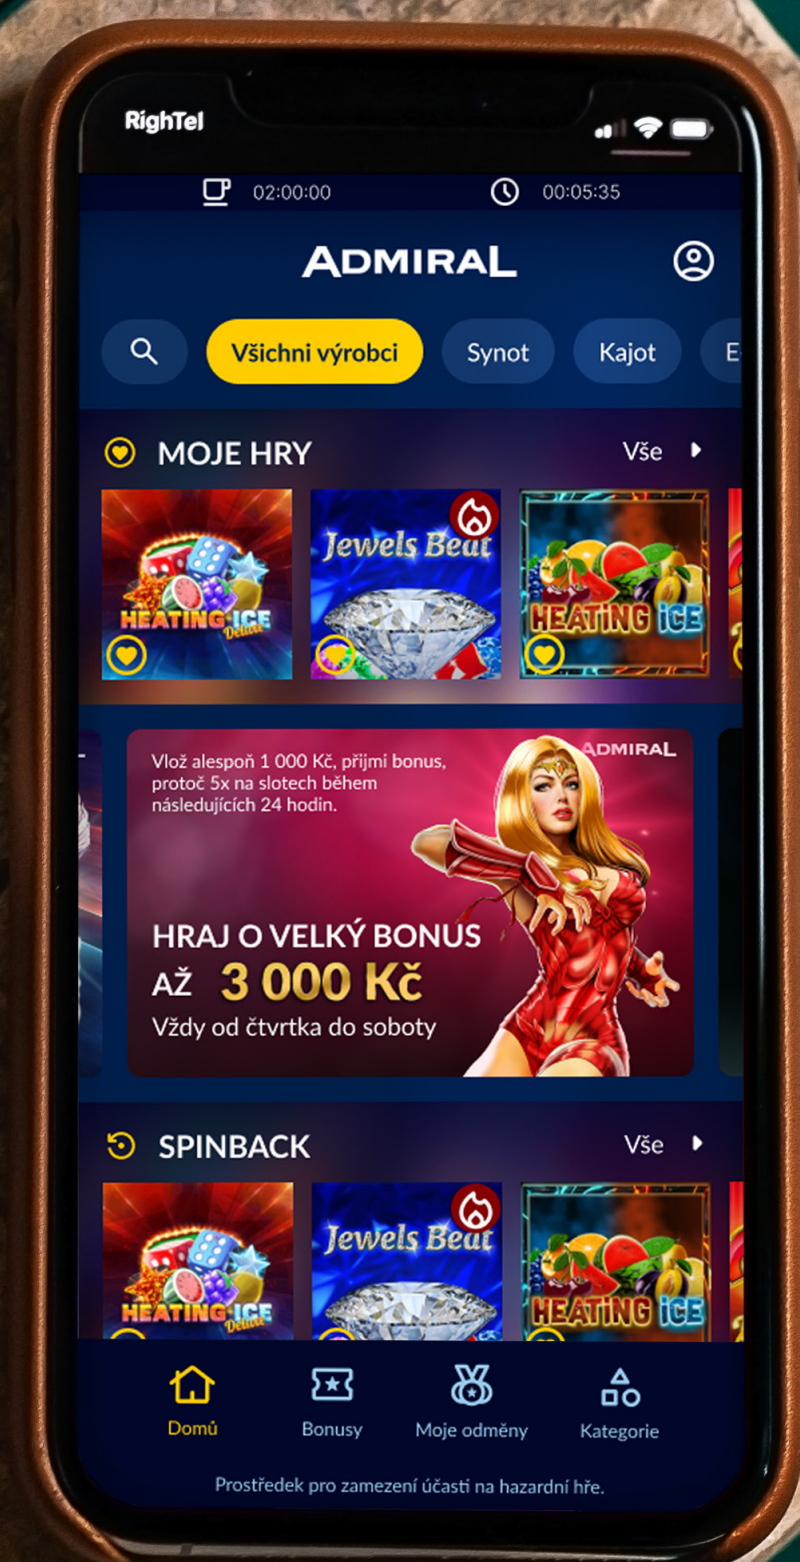 RighTel
02:00:00 00:05:35
ADMIRAL
Všichni výrobci Synot Kajot E-
MOJE HRY Vše
HEATING ICE
Deluxe
Jewels Beat
HEATING ICE
ADMIRAL
Vlož alespoň 1 000 Kč, přijmi bonus,
protoč 5x na slotech během
následujících 24 hodin.
HRAJ O VELKÝ BONUS
AŽ 3 000 Kč
Vždy od čtvrtka do soboty
SPINBACK Vše
HEATING ICE
Deluxe
Jewels Beat
HEATING ICE
Domů Bonusy Moje odměny Kategorie
Prostředek pro zamezení účasti na hazardní hře.